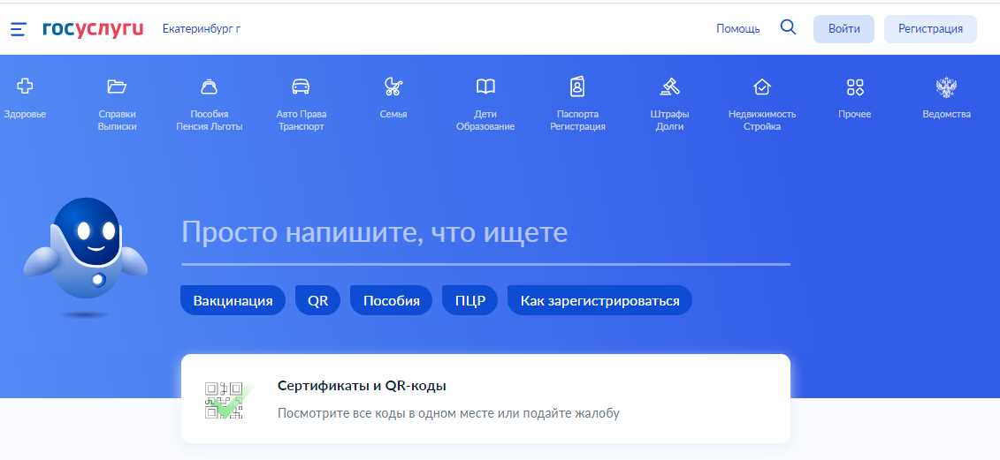 госуслуги Екатеринбург г Помощь Войти Регистрация
Здоровье
Справки
Выписки
Пособия
Пенсия Льготы
Авто Права
Транспорт
Семья
Дети
Образование
Паспорта
Регистрация
Штрафы
Долги
Недвижимость
Стройка
Прочее
Ведомства
Просто напишите, что ищете
Вакцинация QR Пособия ПЦР Как зарегистрироваться
Сертификаты и QR-коды
Посмотрите все коды в одном месте или подайте жалобу